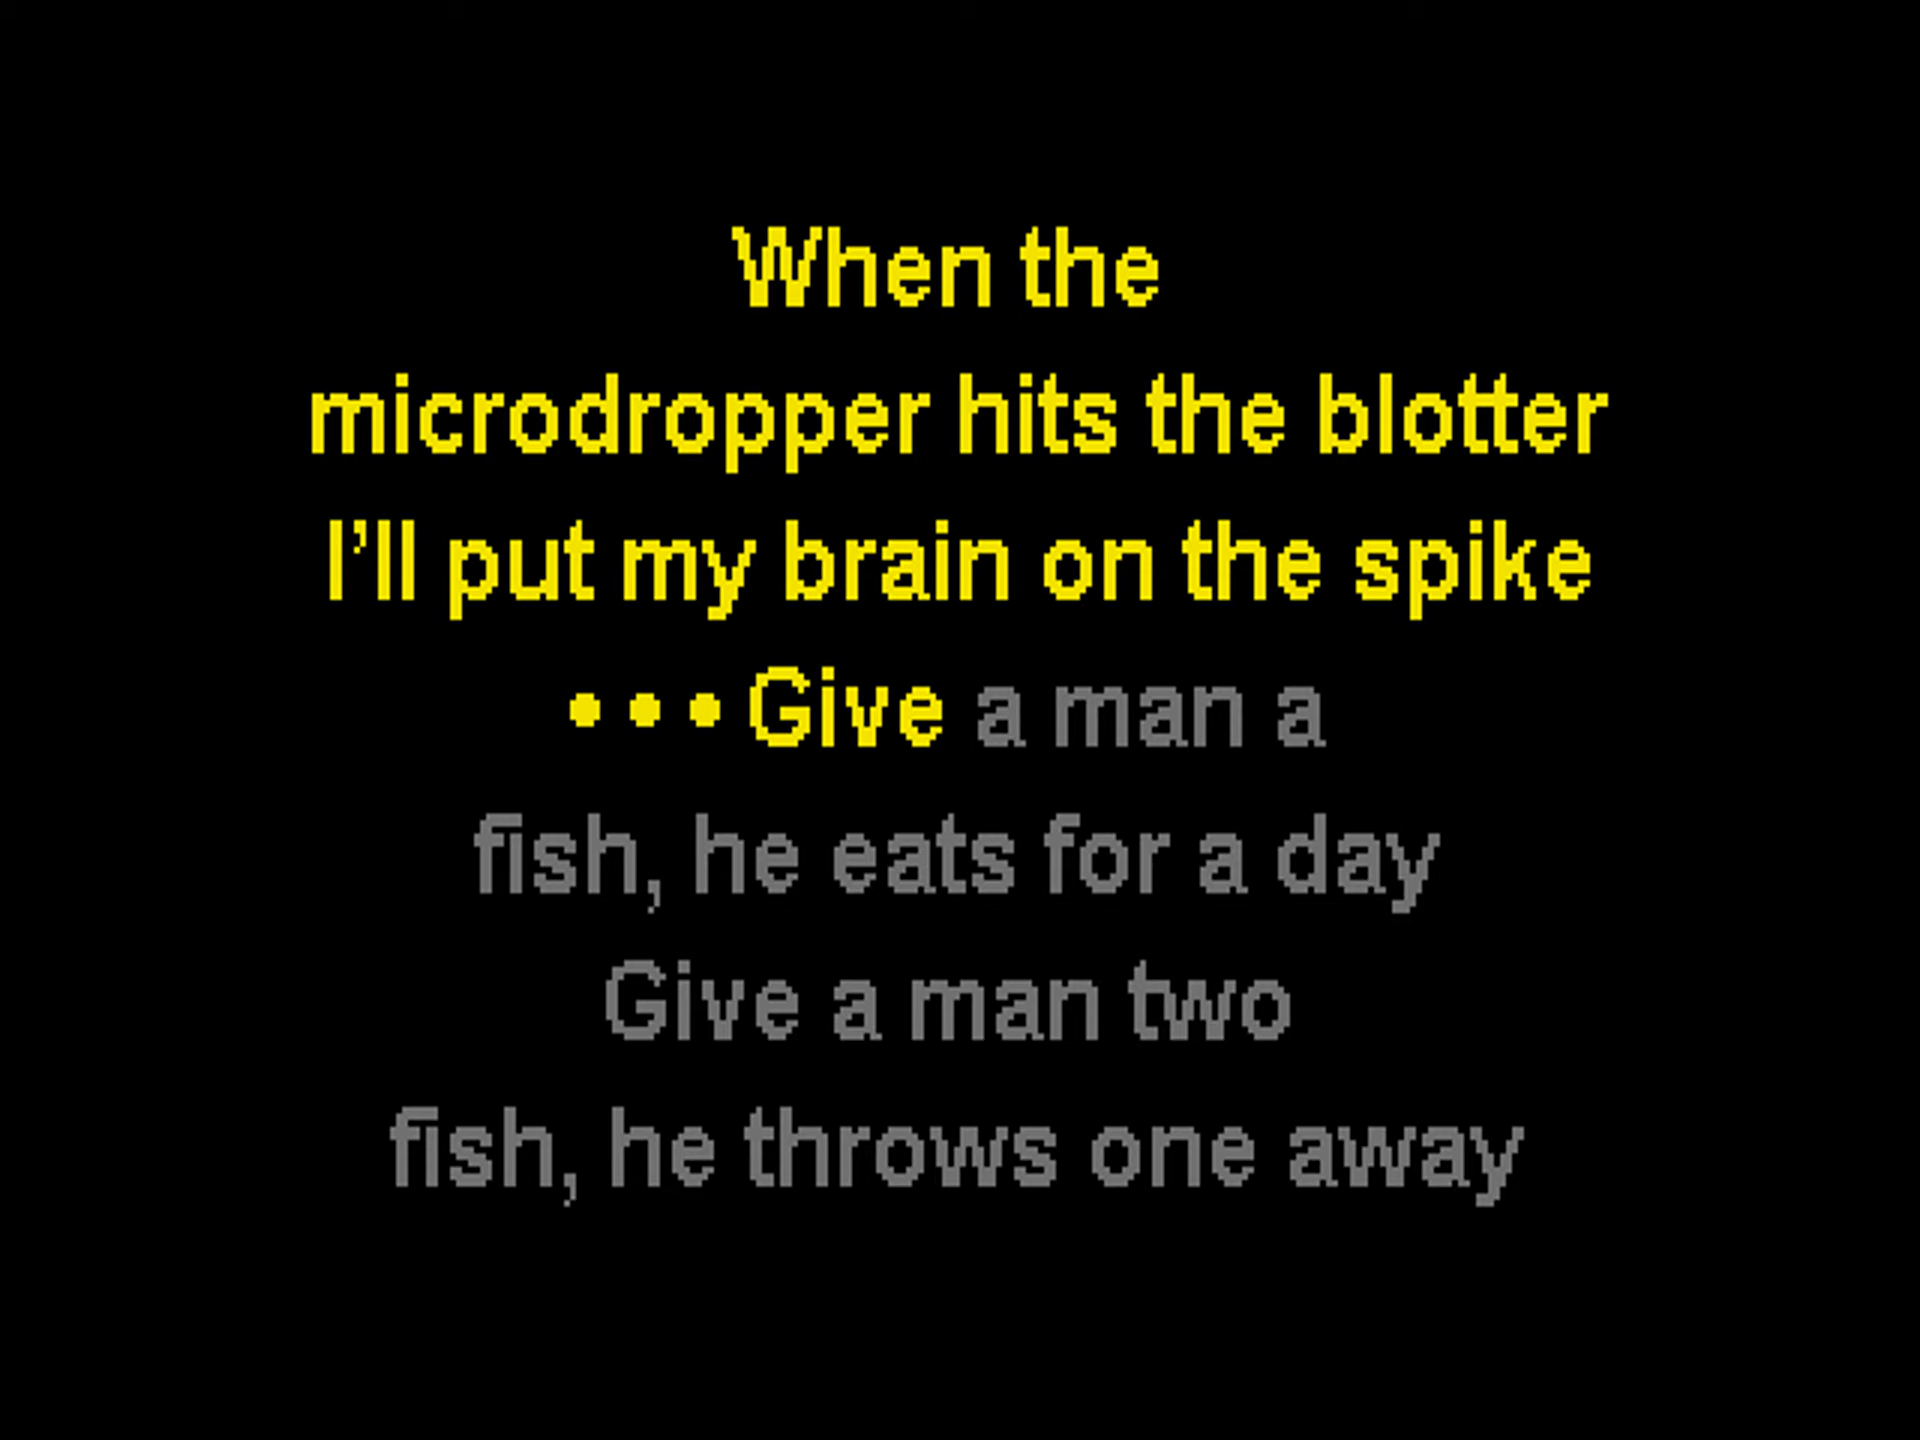 When the
microdropper hits the blotter
I’ll put my brain on the spike
• • • Give a man a
fish, he eats for a day
Give a man two
fish, he throws one away